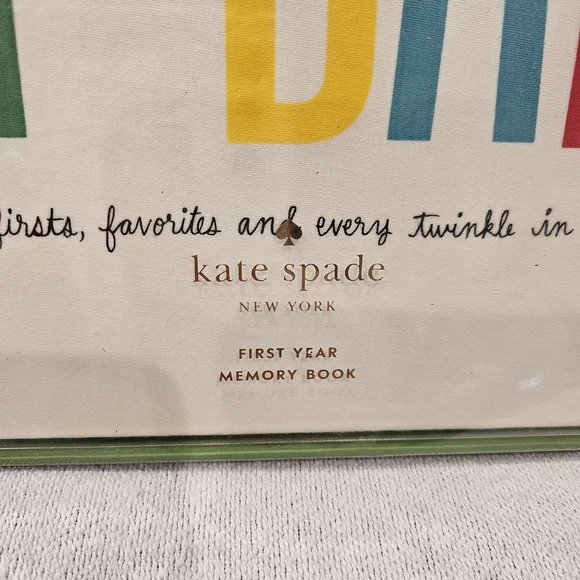 firsts, favorites and every twinkle in
kate spade
NEW YORK
FIRST YEAR
MEMORY BOOK